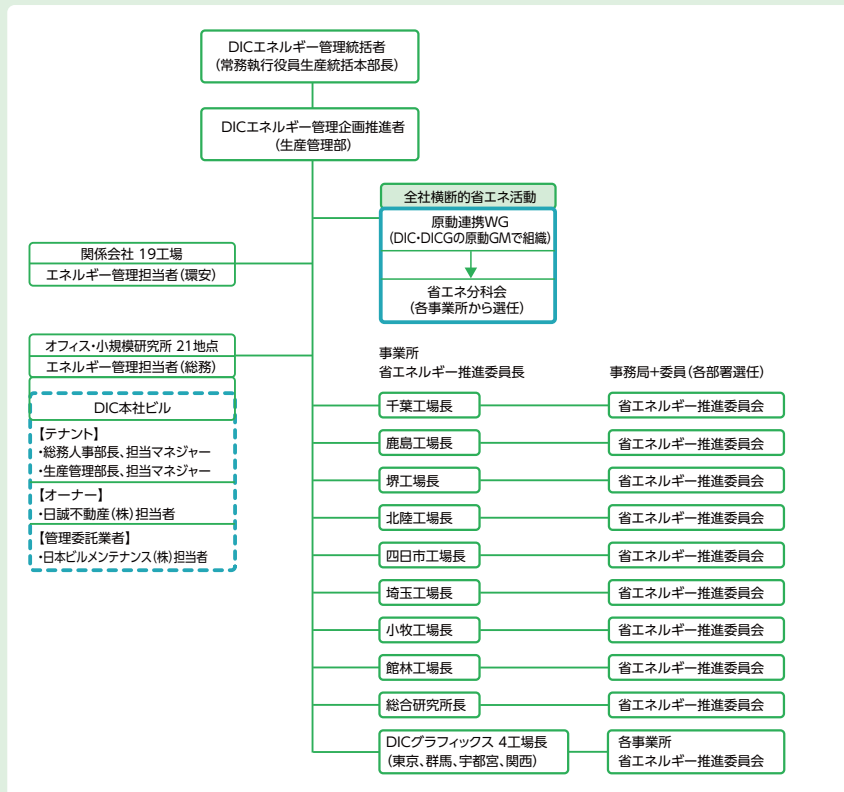 DICエネルギー管理統括者
(常務執行役員生産統括本部長)
DICエネルギー管理企画推進者
(生産管理部)
全社横断的省エネ活動
原動連携WG
(DIC・DICGの原動GMで組織)
省エネ分科会
(各事業所から選任)
関係会社 19工場
エネルギー管理担当者(環安)
オフィス・小規模研究所 21地点
エネルギー管理担当者(総務)
DIC本社ビル
【テナント】
・総務人事部長、担当マネジャー
・生産管理部長、担当マネジャー
【オーナー】
・日誠不動産(株)担当者
【管理委託業者】
・日本ビルメンテナンス(株)担当者
事業所
省エネルギー推進委員長
事務局+委員(各部署選任)
千葉工場長
省エネルギー推進委員会
鹿島工場長
省エネルギー推進委員会
堺工場長
省エネルギー推進委員会
北陸工場長
省エネルギー推進委員会
四日市工場長
省エネルギー推進委員会
埼玉工場長
省エネルギー推進委員会
小牧工場長
省エネルギー推進委員会
館林工場長
省エネルギー推進委員会
総合研究所長
省エネルギー推進委員会
DICグラフィックス 4工場長
(東京、群馬、宇都宮、関西)
各事業所
省エネルギー推進委員会